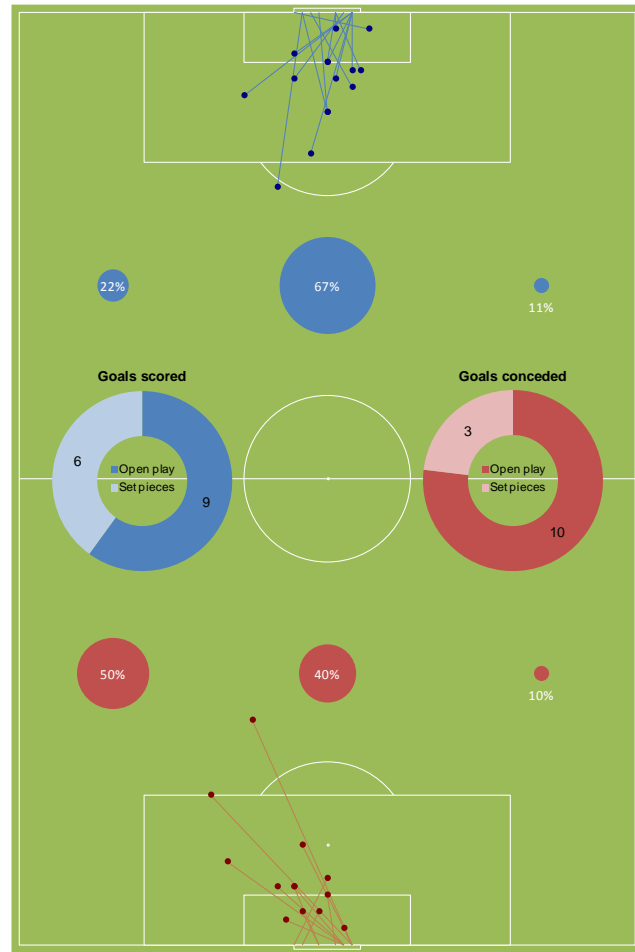 22%
67%
11%
Goals scored
Goals conceded
6
Open play
Set pieces
9
3
Open play
Set pieces
10
50%
40%
10%